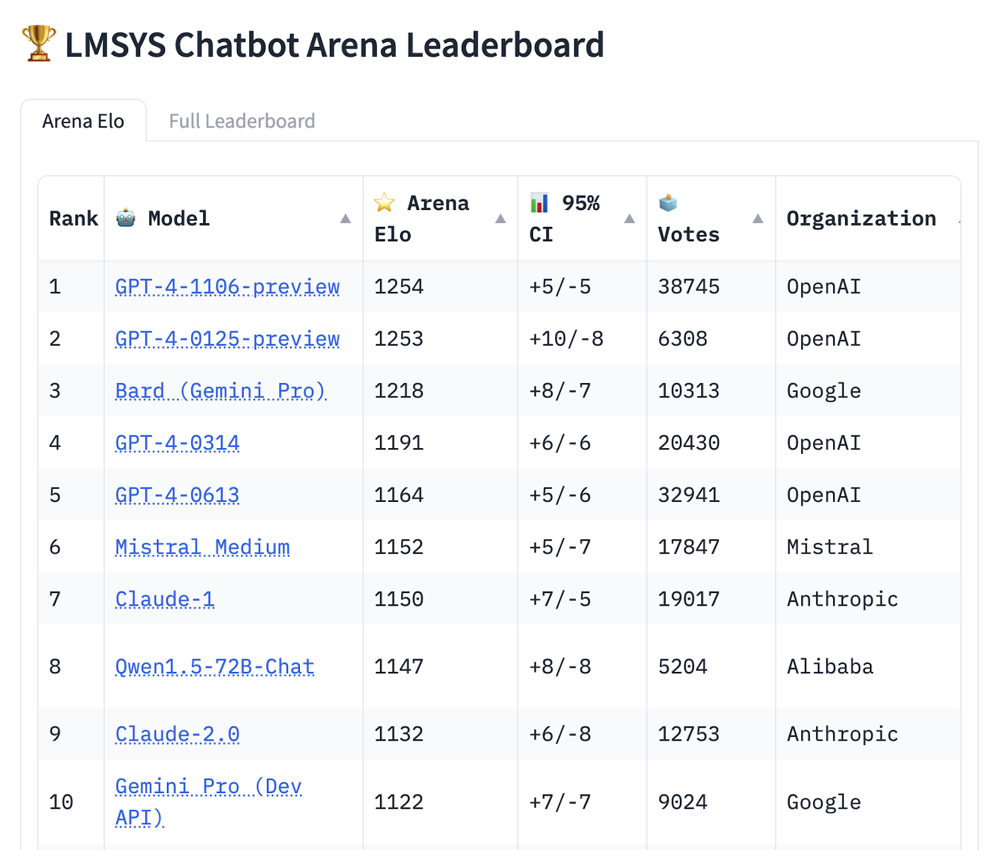 🏆 LMSYS Chatbot Arena Leaderboard
Arena Elo Full Leaderboard
Rank 🤖 Model ▲ ⭐ Arena Elo ▲ 📊 95% CI ▲ 🗳️ Votes ▲ Organization
1 GPT-4-1106-preview 1254 +5/-5 38745 OpenAI
2 GPT-4-0125-preview 1253 +10/-8 6308 OpenAI
3 Bard (Gemini Pro) 1218 +8/-7 10313 Google
4 GPT-4-0314 1191 +6/-6 20430 OpenAI
5 GPT-4-0613 1164 +5/-6 32941 OpenAI
6 Mistral Medium 1152 +5/-7 17847 Mistral
7 Claude-1 1150 +7/-5 19017 Anthropic
8 Qwen1.5-72B-Chat 1147 +8/-8 5204 Alibaba
9 Claude-2.0 1132 +6/-8 12753 Anthropic
10 Gemini Pro (Dev API) 1122 +7/-7 9024 Google